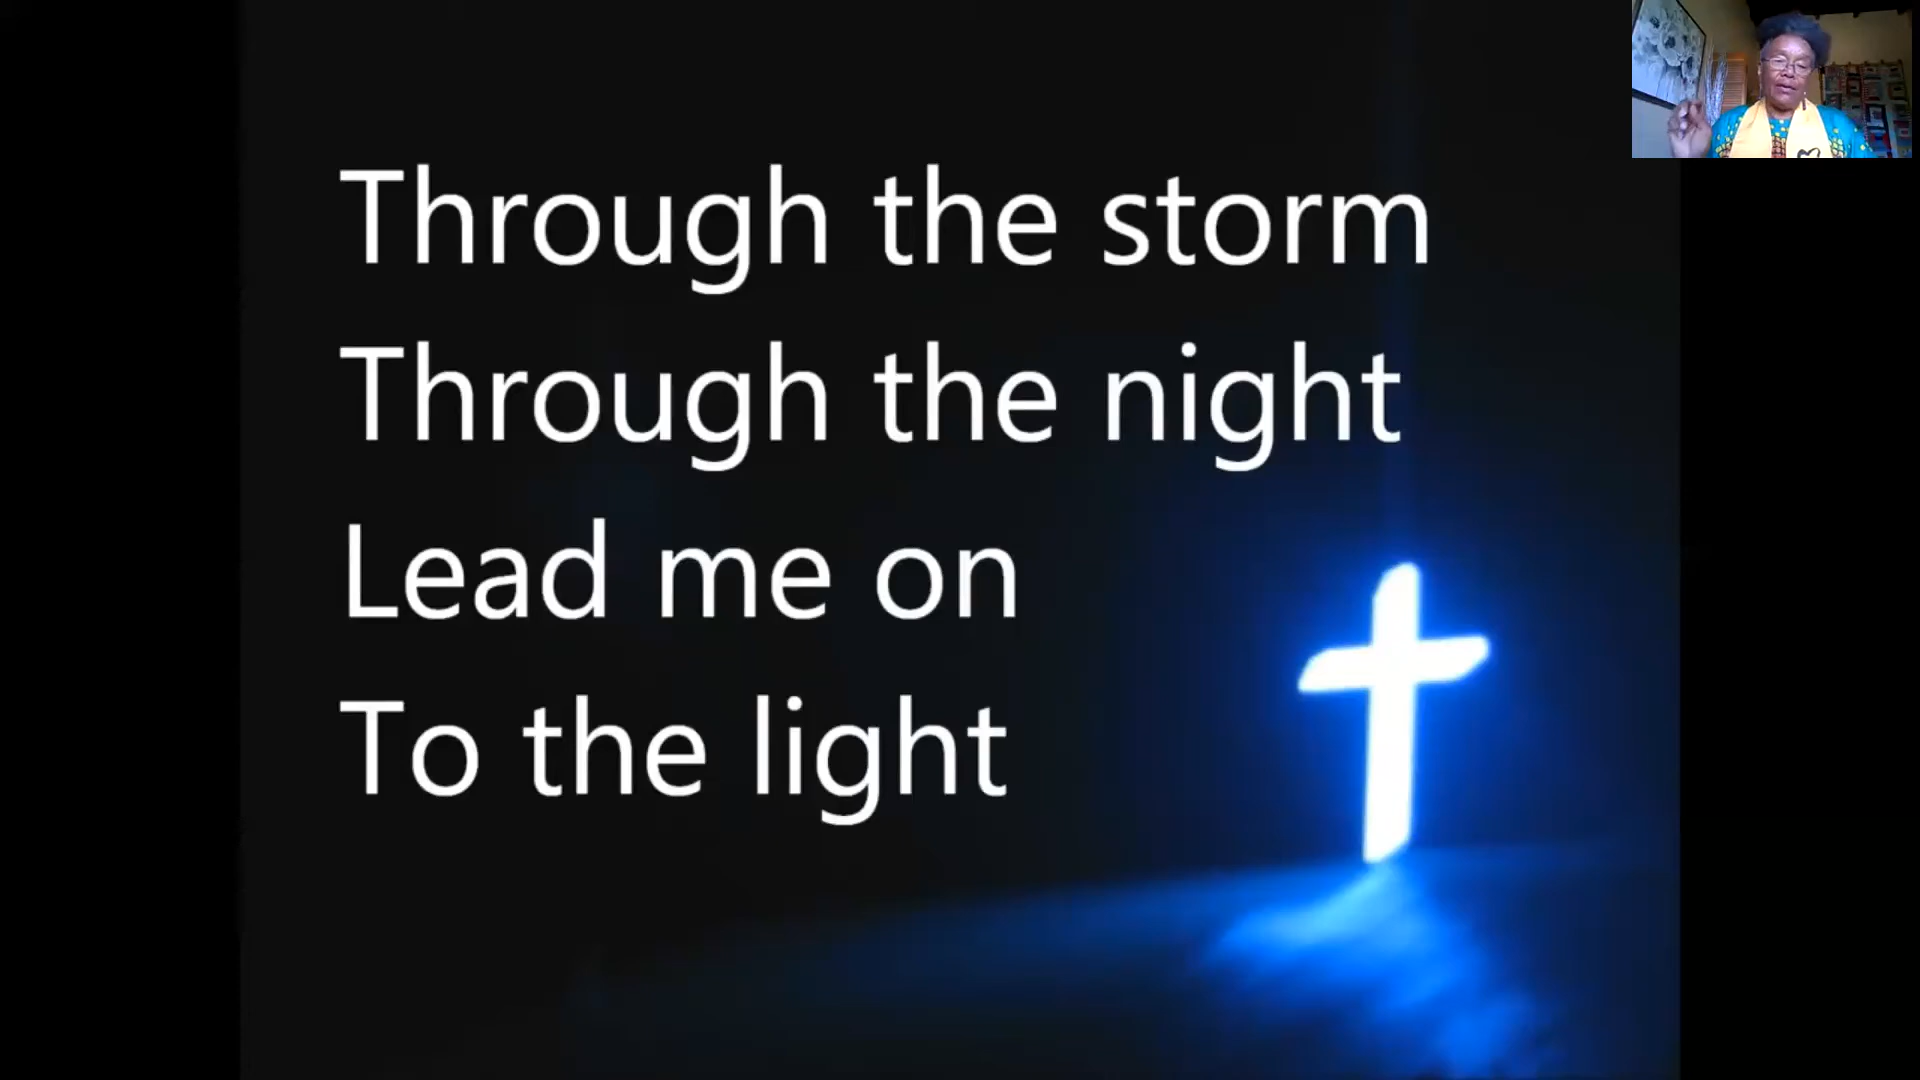 Through the storm
Through the night
Lead me on
To the light